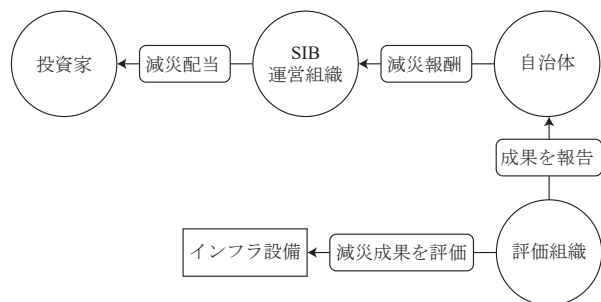 投資家
減災配当
SIB
運営組織
減災報酬
自治体
成果を報告
インフラ設備
減災成果を評価
評価組織